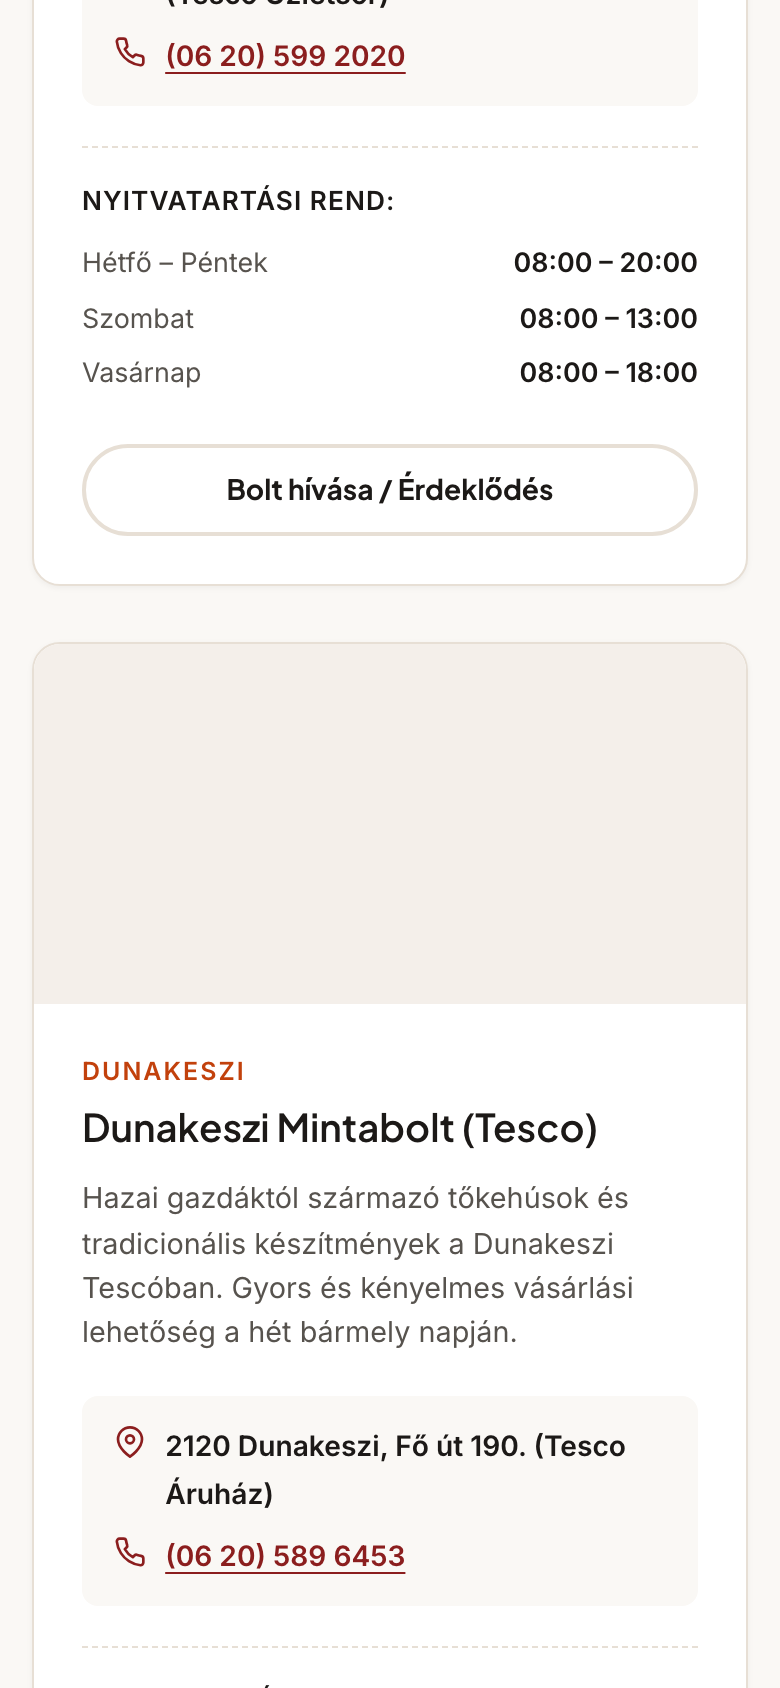 (06 20) 599 2020
NYITVATARTÁSI REND:
Hétfő – Péntek 08:00 – 20:00
Szombat 08:00 – 13:00
Vasárnap 08:00 – 18:00
Bolt hívása / Érdeklődés
DUNAKESZI
Dunakeszi Mintabolt (Tesco)
Hazai gazdáktól származó tőkehúsok és
tradicionális készítmények a Dunakeszi
Tescóban. Gyors és kényelmes vásárlási
lehetőség a hét bármely napján.
2120 Dunakeszi, Fő út 190. (Tesco
Áruház)
(06 20) 589 6453